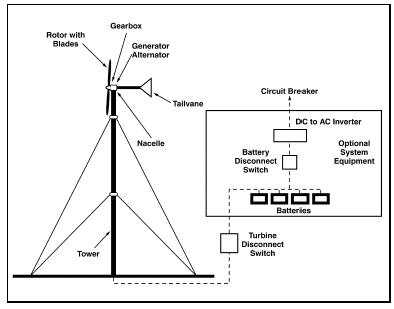 Gearbox
Rotor with
Blades
Generator
Alternator
Tailvane
Nacelle
Tower
Circuit Breaker
DC to AC Inverter
Battery
Disconnect
Switch
Optional
System
Equipment
Batteries
Turbine
Disconnect
Switch